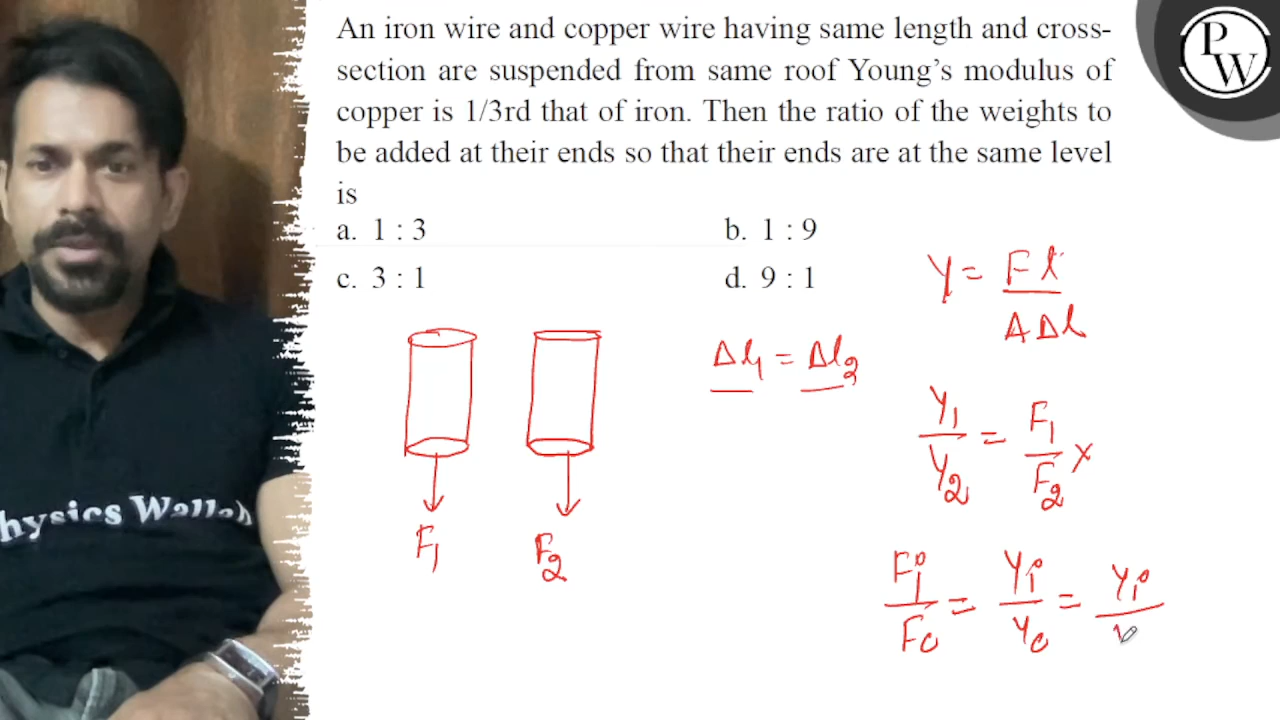 An iron wire and copper wire having same length and cross-
section are suspended from same roof Young's modulus of
copper is 1/3rd that of iron. Then the ratio of the weights to
be added at their ends so that their ends are at the same level
is
a. 1 : 3
b. 1 : 9
c. 3 : 1
d. 9 : 1
PW
Y = Fl / AΔl
Δl₁ = Δl₂
Y₁/Y₂ = F₁/F₂ ×
F₁
F₂
Fi/Fc = Yi/Yc = Yi/
hysics Wallah